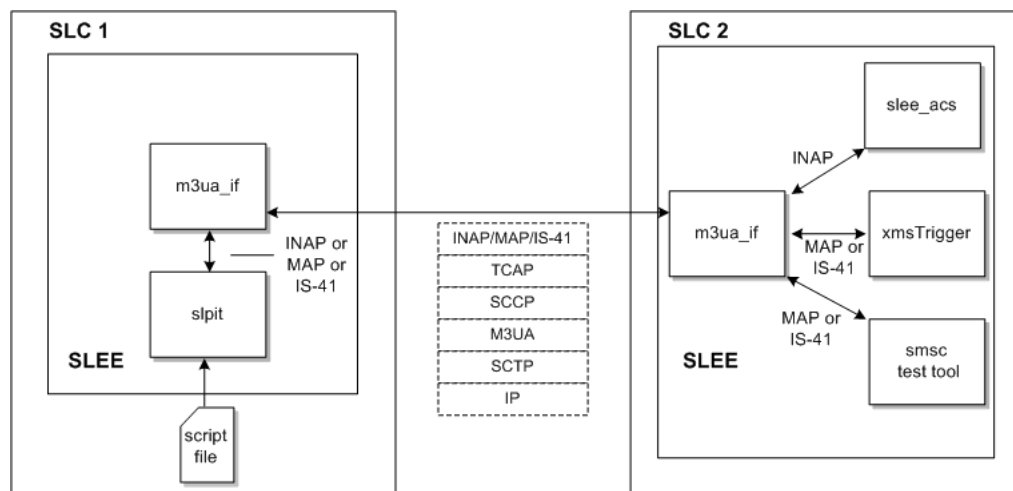 SLC 1
m3ua_if
INAP or
MAP or
IS-41
slpit
SLEE
script
file
INAP/MAP/IS-41
TCAP
SCCP
M3UA
SCTP
IP
SLC 2
slee_acs
INAP
m3ua_if
xmsTrigger
MAP or
IS-41
MAP or
IS-41
SLEE
smsc
test tool